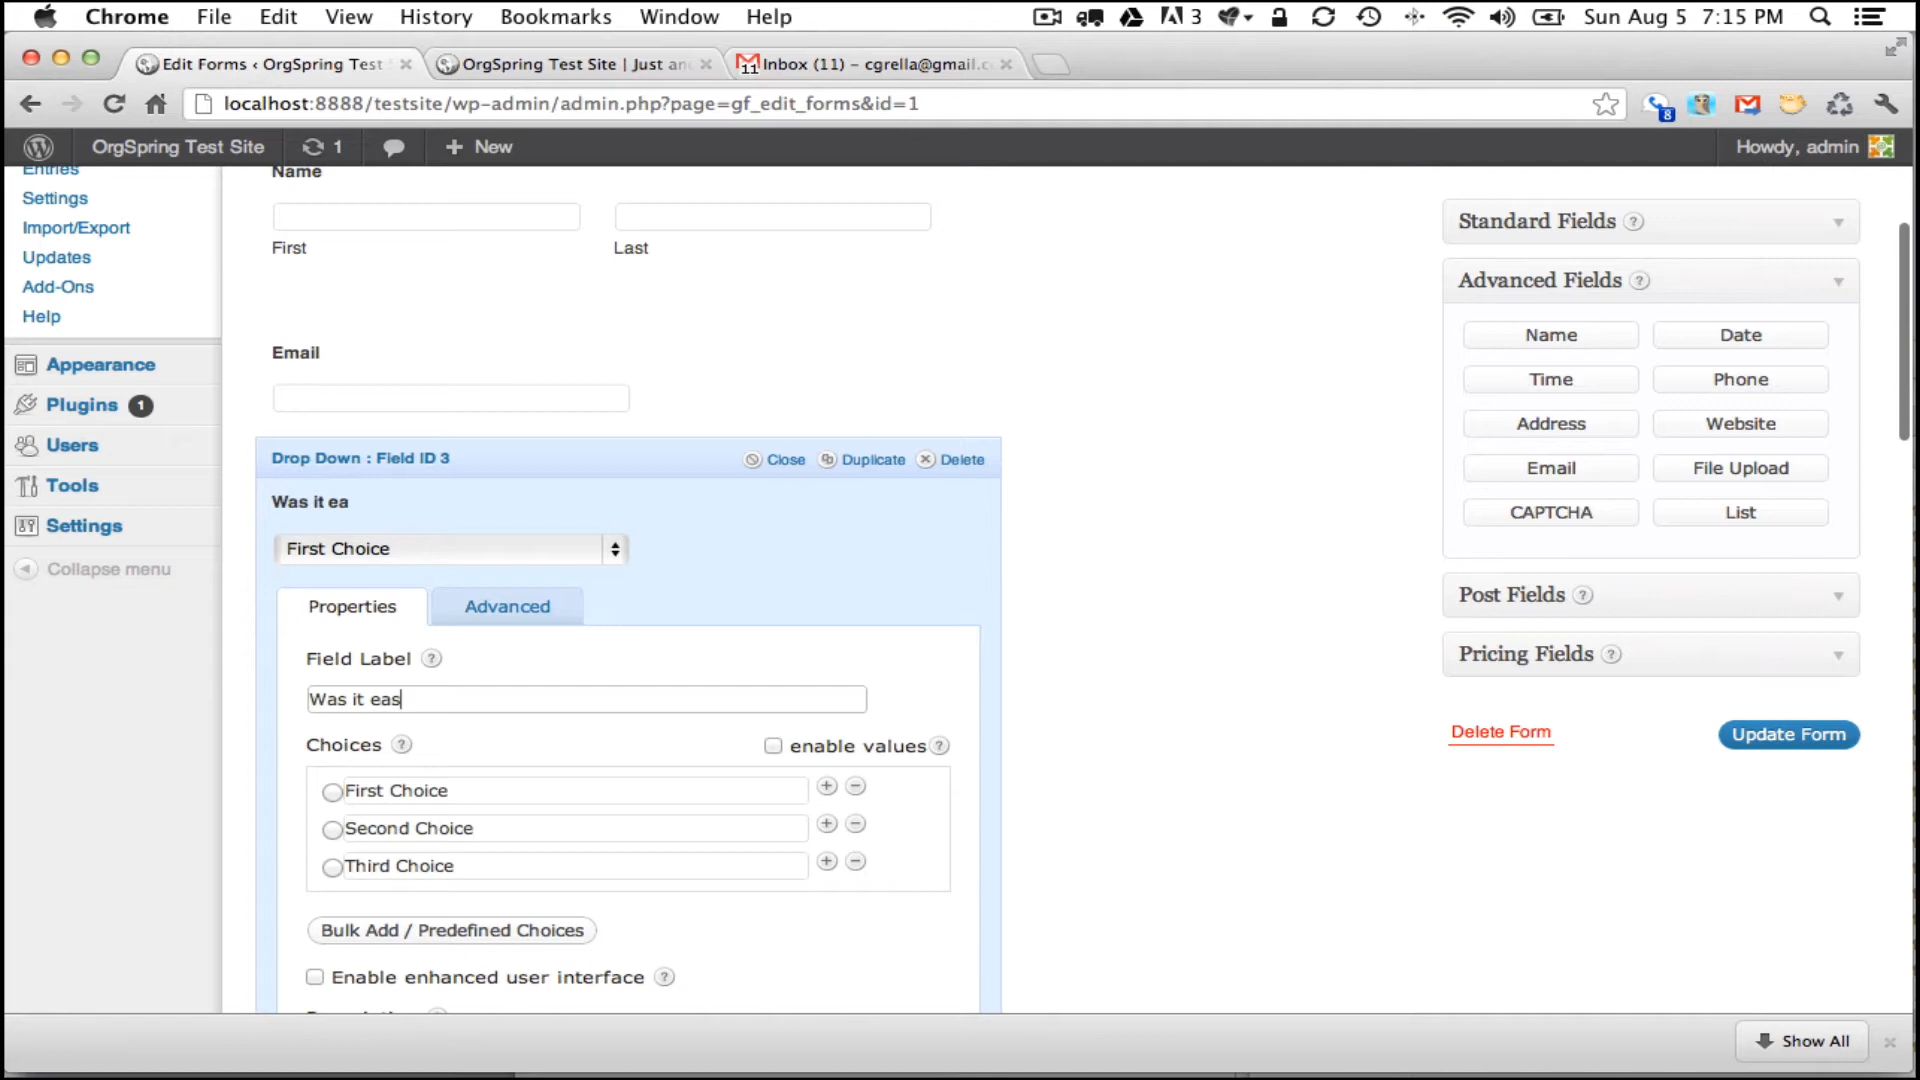 Chrome File Edit View History Bookmarks Window Help
3 Sun Aug 5 7:15 PM
Edit Forms ‹ OrgSpring Test
OrgSpring Test Site | Just an
11 Inbox (11) – cgrella@gmail.c
localhost:8888/testsite/wp-admin/admin.php?page=gf_edit_forms&id=1
8
OrgSpring Test Site 1 + New
Howdy, admin
Entries
Settings
Import/Export
Updates
Add-Ons
Help
Appearance
Plugins 1
Users
Tools
Settings
Collapse menu
Name
First Last
Email
Drop Down : Field ID 3
Close Duplicate Delete
Was it ea
First Choice
Properties Advanced
Field Label ?
Was it eas
Choices ? enable values ?
First Choice
Second Choice
Third Choice
Bulk Add / Predefined Choices
Enable enhanced user interface ?
Standard Fields ?
Advanced Fields ?
Name Date
Time Phone
Address Website
Email File Upload
CAPTCHA List
Post Fields ?
Pricing Fields ?
Delete Form Update Form
Show All